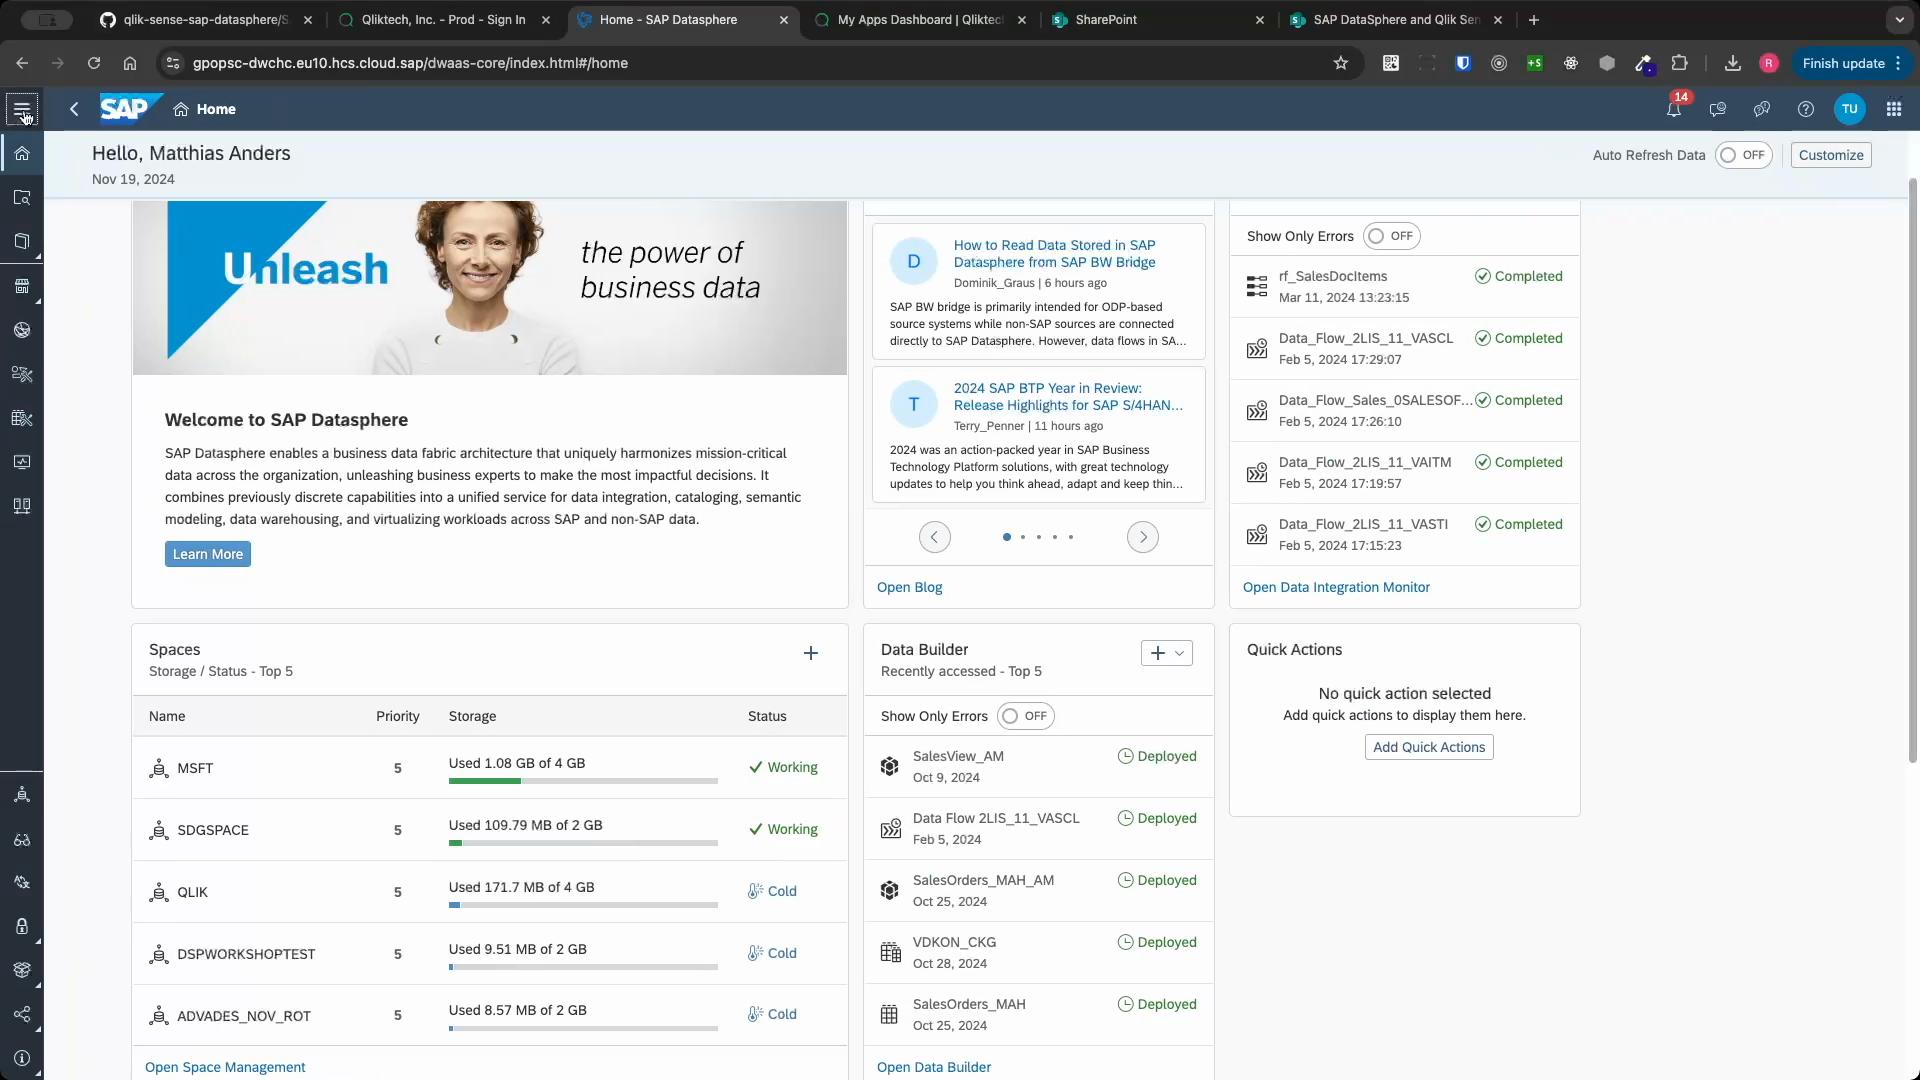 qlik-sense-sap-datasphere/S
Qliktech, Inc. - Prod - Sign In
Home - SAP Datasphere
My Apps Dashboard | Qliktec
SharePoint
SAP DataSphere and Qlik Sen
gpopsc-dwchc.eu10.hcs.cloud.sap/dwaas-core/index.html#/home
Finish update
SAP
Home
14
TU
Hello, Matthias Anders
Nov 19, 2024
Auto Refresh Data
OFF
Customize
Unleash
the power of
business data
Welcome to SAP Datasphere
SAP Datasphere enables a business data fabric architecture that uniquely harmonizes mission-critical
data across the organization, unleashing business experts to make the most impactful decisions. It
combines previously discrete capabilities into a unified service for data integration, cataloging, semantic
modeling, data warehousing, and virtualizing workloads across SAP and non-SAP data.
Learn More
D
How to Read Data Stored in SAP
Datasphere from SAP BW Bridge
Dominik_Graus | 6 hours ago
SAP BW bridge is primarily intended for ODP-based
source systems while non-SAP sources are connected
directly to SAP Datasphere. However, data flows in SA...
T
2024 SAP BTP Year in Review:
Release Highlights for SAP S/4HAN...
Terry_Penner | 11 hours ago
2024 was an action-packed year in SAP Business
Technology Platform solutions, with great technology
updates to help you think ahead, adapt and keep thin...
Open Blog
Show Only Errors
OFF
rf_SalesDocItems
Completed
Mar 11, 2024 13:23:15
Data_Flow_2LIS_11_VASCL
Completed
Feb 5, 2024 17:29:07
Data_Flow_Sales_0SALESOF...
Completed
Feb 5, 2024 17:26:10
Data_Flow_2LIS_11_VAITM
Completed
Feb 5, 2024 17:19:57
Data_Flow_2LIS_11_VASTI
Completed
Feb 5, 2024 17:15:23
Open Data Integration Monitor
Spaces
Storage / Status - Top 5
Name
Priority
Storage
Status
MSFT
5
Used 1.08 GB of 4 GB
Working
SDGSPACE
5
Used 109.79 MB of 2 GB
Working
QLIK
5
Used 171.7 MB of 4 GB
Cold
DSPWORKSHOPTEST
5
Used 9.51 MB of 2 GB
Cold
ADVADES_NOV_ROT
5
Used 8.57 MB of 2 GB
Cold
Open Space Management
Data Builder
Recently accessed - Top 5
Show Only Errors
OFF
SalesView_AM
Deployed
Oct 9, 2024
Data Flow 2LIS_11_VASCL
Deployed
Feb 5, 2024
SalesOrders_MAH_AM
Deployed
Oct 25, 2024
VDKON_CKG
Deployed
Oct 28, 2024
SalesOrders_MAH
Deployed
Oct 25, 2024
Open Data Builder
Quick Actions
No quick action selected
Add quick actions to display them here.
Add Quick Actions